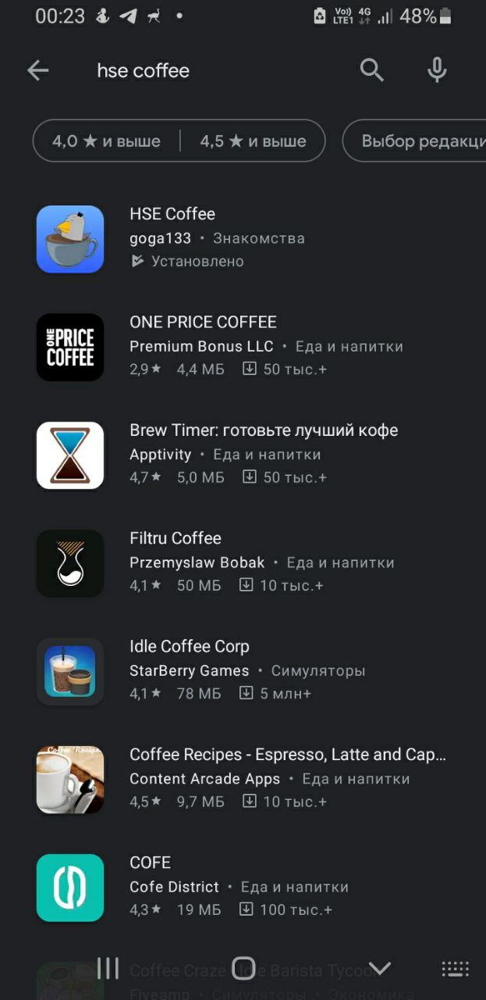 00:23 Vo)) LTE1 4G 48%
hse coffee
4,0 ★ и выше 4,5 ★ и выше Выбор редакци
HSE Coffee
goga133 • Знакомства
Установлено
ONE PRICE COFFEE
ONE PRICE COFFEE
Premium Bonus LLC • Еда и напитки
2,9★ 4,4 МБ 50 тыс.+
Brew Timer: готовьте лучший кофе
Apptivity • Еда и напитки
4,7★ 5,0 МБ 50 тыс.+
Filtru Coffee
Przemyslaw Bobak • Еда и напитки
4,1★ 50 МБ 10 тыс.+
Idle Coffee Corp
StarBerry Games • Симуляторы
4,1★ 78 МБ 5 млн+
Coffee Recipe
Coffee Recipes - Espresso, Latte and Cap...
Content Arcade Apps • Еда и напитки
4,5★ 9,7 МБ 10 тыс.+
COFE
Cofe District • Еда и напитки
4,3★ 19 МБ 100 тыс.+
Coffee Craze Idle Barista Tycoon
Fiveamp • Симуляторы • Экономика